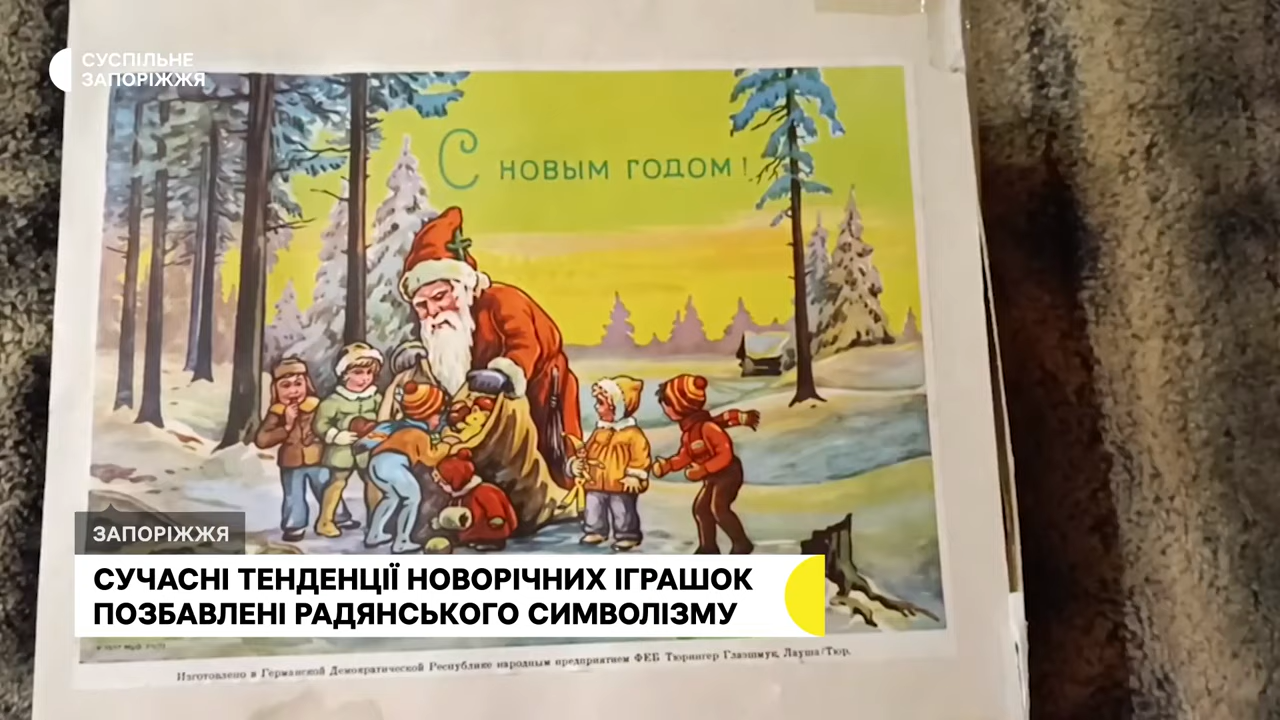 СУСПІЛЬНЕ
ЗАПОРІЖЖЯ
С НОВЫМ ГОДОМ!
ЗАПОРІЖЖЯ
СУЧАСНІ ТЕНДЕНЦІЇ НОВОРІЧНИХ ІГРАШОК
ПОЗБАВЛЕНІ РАДЯНСЬКОГО СИМВОЛІЗМУ
Изготовлено в Германской Демократической Республике народным предприятием ФЕБ Тюрингер Глазшмук, Лауша/Тюр.